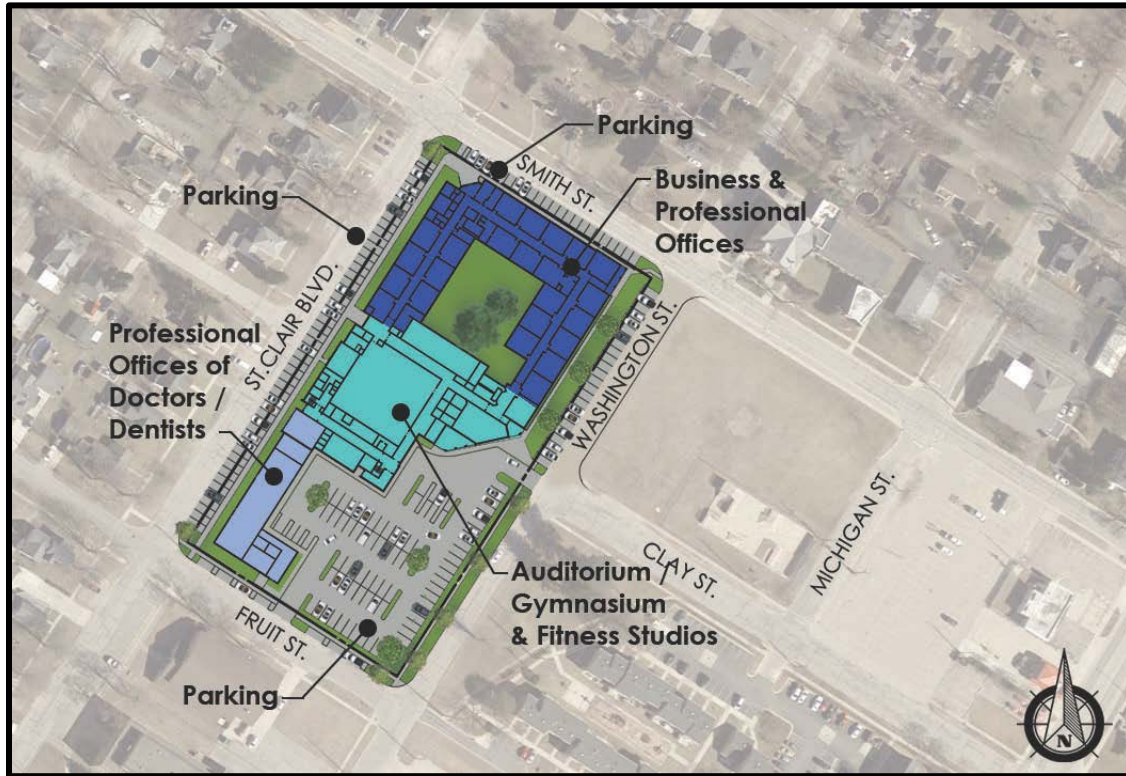 Parking
SMITH ST.
Parking
Business &
Professional
Offices
ST.CLAIR BLVD.
WASHINGTON ST.
Professional
Offices of
Doctors /
Dentists
MICHIGAN ST.
CLAY ST.
Auditorium /
Gymnasium
& Fitness Studios
FRUIT ST.
Parking
N